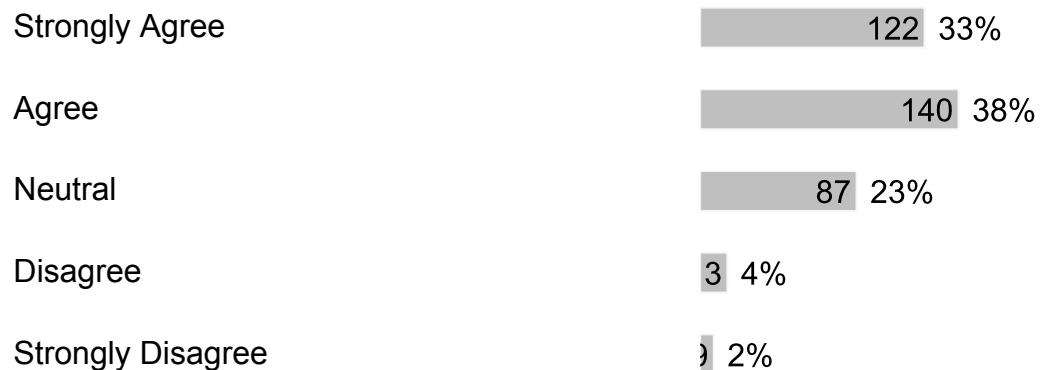 Strongly Agree 122 33%
Agree 140 38%
Neutral 87 23%
Disagree 3 4%
Strongly Disagree 2%